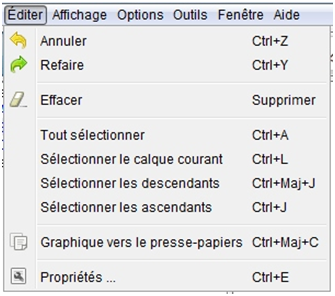 Éditer Affichage Options Outils Fenêtre Aide
Annuler Ctrl+Z
Refaire Ctrl+Y
Effacer Supprimer
Tout sélectionner Ctrl+A
Sélectionner le calque courant Ctrl+L
Sélectionner les descendants Ctrl+Maj+J
Sélectionner les ascendants Ctrl+J
Graphique vers le presse-papiers Ctrl+Maj+C
Propriétés ... Ctrl+E